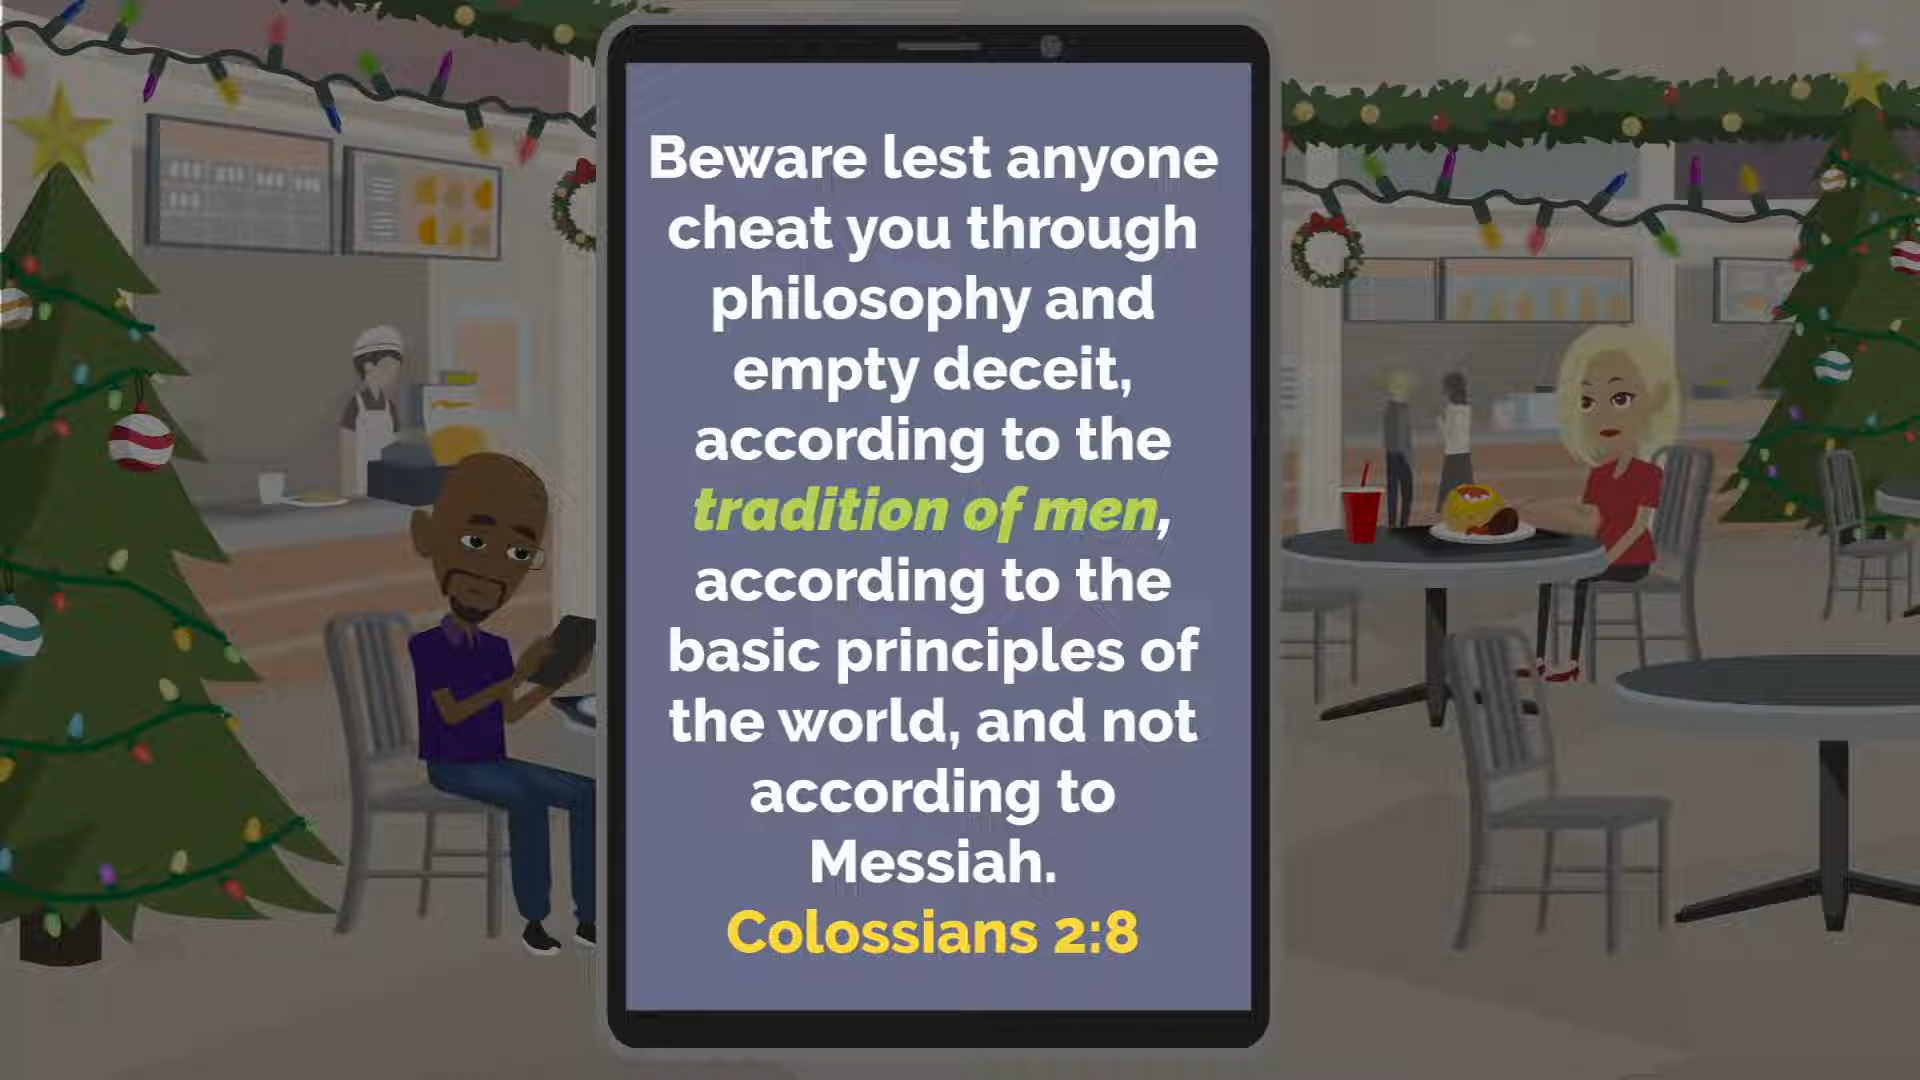 Beware lest anyone
cheat you through
philosophy and
empty deceit,
according to the
tradition of men,
according to the
basic principles of
the world, and not
according to
Messiah.
Colossians 2:8